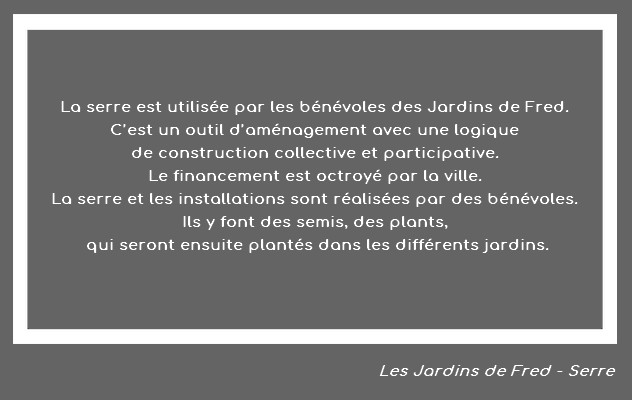 La serre est utilisée par les bénévoles des Jardins de Fred.
C'est un outil d'aménagement avec une logique
de construction collective et participative.
Le financement est octroyé par la ville.
La serre et les installations sont réalisées par des bénévoles.
Ils y font des semis, des plants,
qui seront ensuite plantés dans les différents jardins.
Les Jardins de Fred - Serre